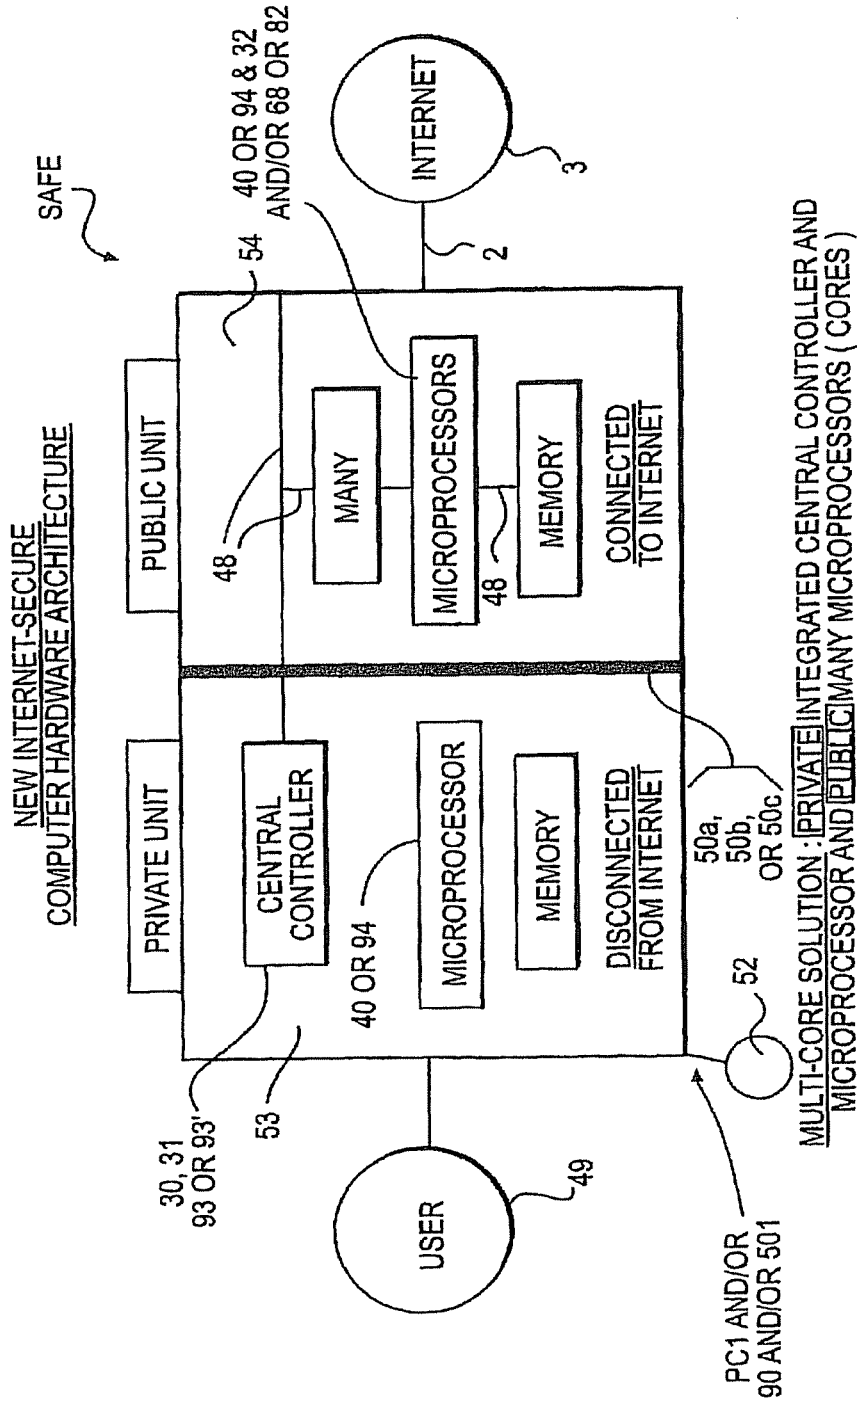 NEW INTERNET-SECURE
COMPUTER HARDWARE ARCHITECTURE
SAFE
PRIVATE UNIT
PUBLIC UNIT
30, 31
93 OR 93'
53
CENTRAL
CONTROLLER
40 OR 94
MICROPROCESSOR
MEMORY
DISCONNECTED
FROM INTERNET
48
54
MANY
MICROPROCESSORS
48
MEMORY
CONNECTED
TO INTERNET
40 OR 94 & 32
AND/OR 68 OR 82
USER
49
INTERNET
2
3
PC1 AND/OR
90 AND/OR 501
52
50a,
50b,
OR 50c
MULTI-CORE SOLUTION : PRIVATE INTEGRATED CENTRAL CONTROLLER AND
MICROPROCESSOR AND PUBLIC MANY MICROPROCESSORS ( CORES )